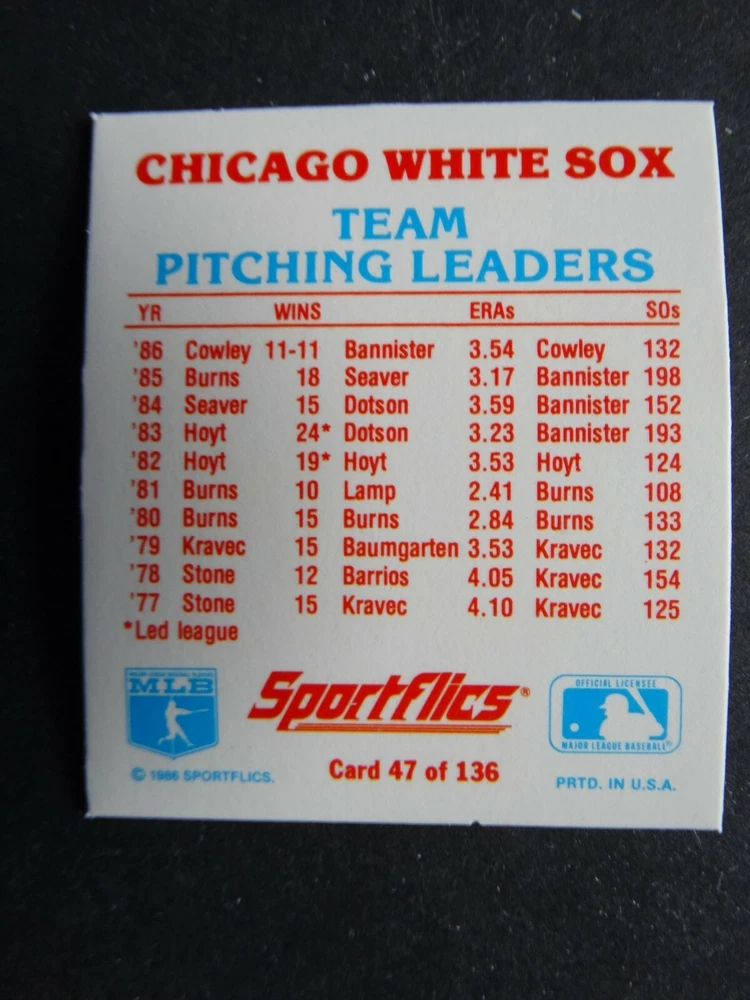 CHICAGO WHITE SOX
TEAM
PITCHING LEADERS
YR WINS ERAs SOs
'86 Cowley 11-11 Bannister 3.54 Cowley 132
'85 Burns 18 Seaver 3.17 Bannister 198
'84 Seaver 15 Dotson 3.59 Bannister 152
'83 Hoyt 24* Dotson 3.23 Bannister 193
'82 Hoyt 19* Hoyt 3.53 Hoyt 124
'81 Burns 10 Lamp 2.41 Burns 108
'80 Burns 15 Burns 2.84 Burns 133
'79 Kravec 15 Baumgarten 3.53 Kravec 132
'78 Stone 12 Barrios 4.05 Kravec 154
'77 Stone 15 Kravec 4.10 Kravec 125
*Led league
MAJOR LEAGUE BASEBALL PLAYERS
MLB
Sportflics®
OFFICIAL LICENSEE
MAJOR LEAGUE BASEBALL®
© 1986 SPORTFLICS.
Card 47 of 136
PRTD. IN U.S.A.